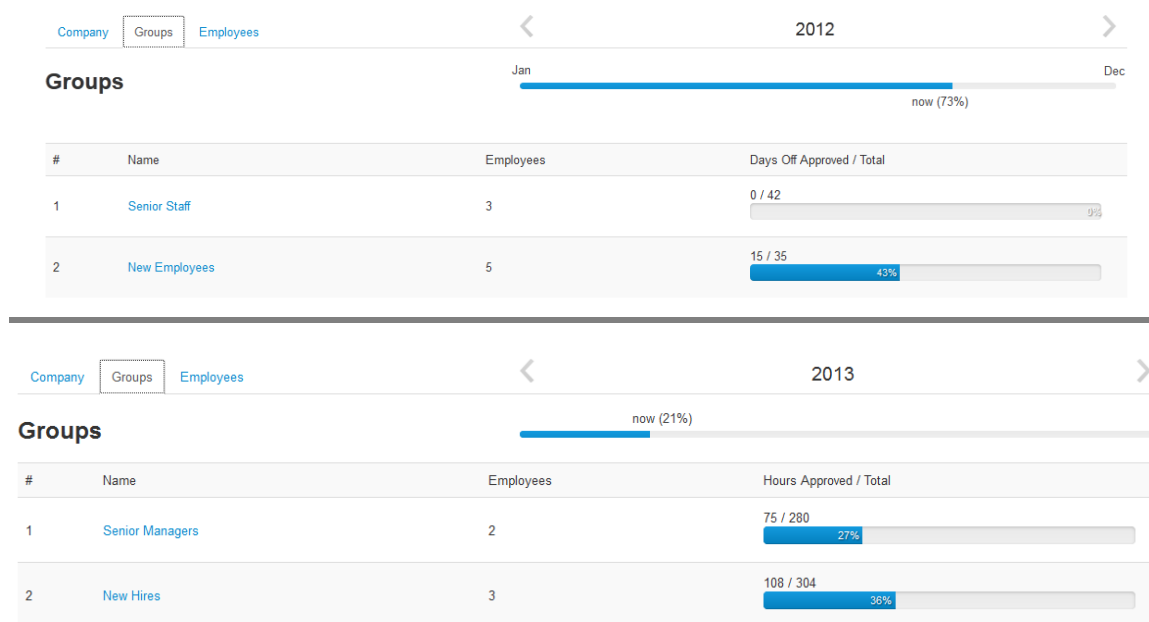 Company Groups Employees 2012
Groups Jan Dec
now (73%)
# Name Employees Days Off Approved / Total
0 / 42
1 Senior Staff 3 0%
15 / 35
2 New Employees 5 43%
Company Groups Employees 2013
now (21%)
Groups
# Name Employees Hours Approved / Total
75 / 280
1 Senior Managers 2 27%
108 / 304
2 New Hires 3 36%